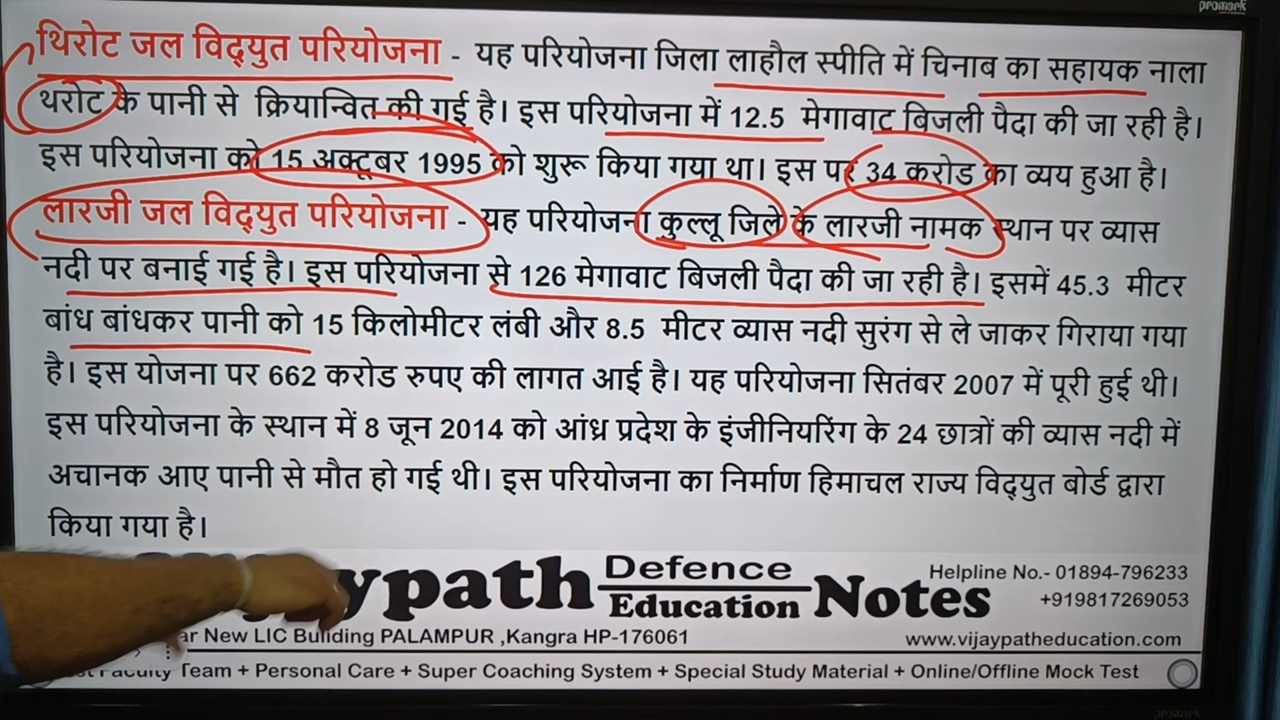 promark
थिरोट जल विद्युत परियोजना - यह परियोजना जिला लाहौल स्पीति में चिनाब का सहायक नाला
थरोट के पानी से क्रियान्वित की गई है। इस परियोजना में 12.5 मेगावाट बिजली पैदा की जा रही है।
इस परियोजना को 15 अक्टूबर 1995 को शुरू किया गया था। इस पर 34 करोड का व्यय हुआ है।
लारजी जल विद्युत परियोजना - यह परियोजना कुल्लू जिले के लारजी नामक स्थान पर व्यास
नदी पर बनाई गई है। इस परियोजना से 126 मेगावाट बिजली पैदा की जा रही है। इसमें 45.3 मीटर
बांध बांधकर पानी को 15 किलोमीटर लंबी और 8.5 मीटर व्यास नदी सुरंग से ले जाकर गिराया गया
है। इस योजना पर 662 करोड रुपए की लागत आई है। यह परियोजना सितंबर 2007 में पूरी हुई थी।
इस परियोजना के स्थान में 8 जून 2014 को आंध्र प्रदेश के इंजीनियरिंग के 24 छात्रों की व्यास नदी में
अचानक आए पानी से मौत हो गई थी। इस परियोजना का निर्माण हिमाचल राज्य विद्युत बोर्ड द्वारा
किया गया है।
ypath Defence Education Notes
Helpline No.- 01894-796233
+919817269053
ar New LIC Building PALAMPUR ,Kangra HP-176061
www.vijaypatheducation.com
Faculty Team + Personal Care + Super Coaching System + Special Study Material + Online/Offline Mock Test
promark